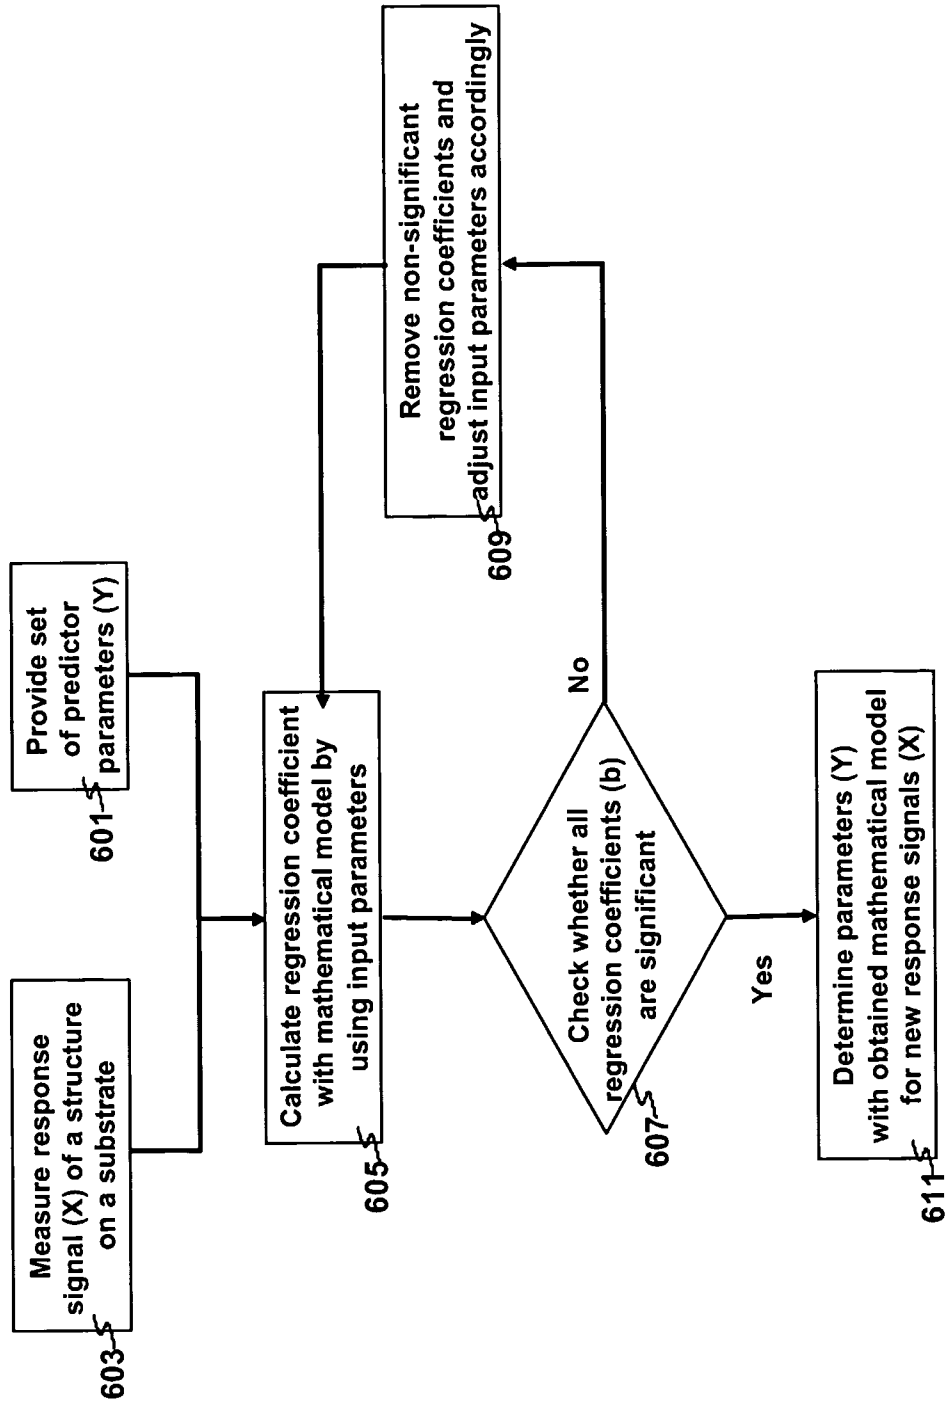 Measure response
signal (X) of a structure
on a substrate
603
Provide set
of predictor
parameters (Y)
601
Calculate regression coefficient
with mathematical model by
using input parameters
605
Check whether all
regression coefficients (b)
are significant
607
No
Remove non-significant
regression coefficients and
adjust input parameters accordingly
609
Yes
Determine parameters (Y)
with obtained mathematical model
for new response signals (X)
611